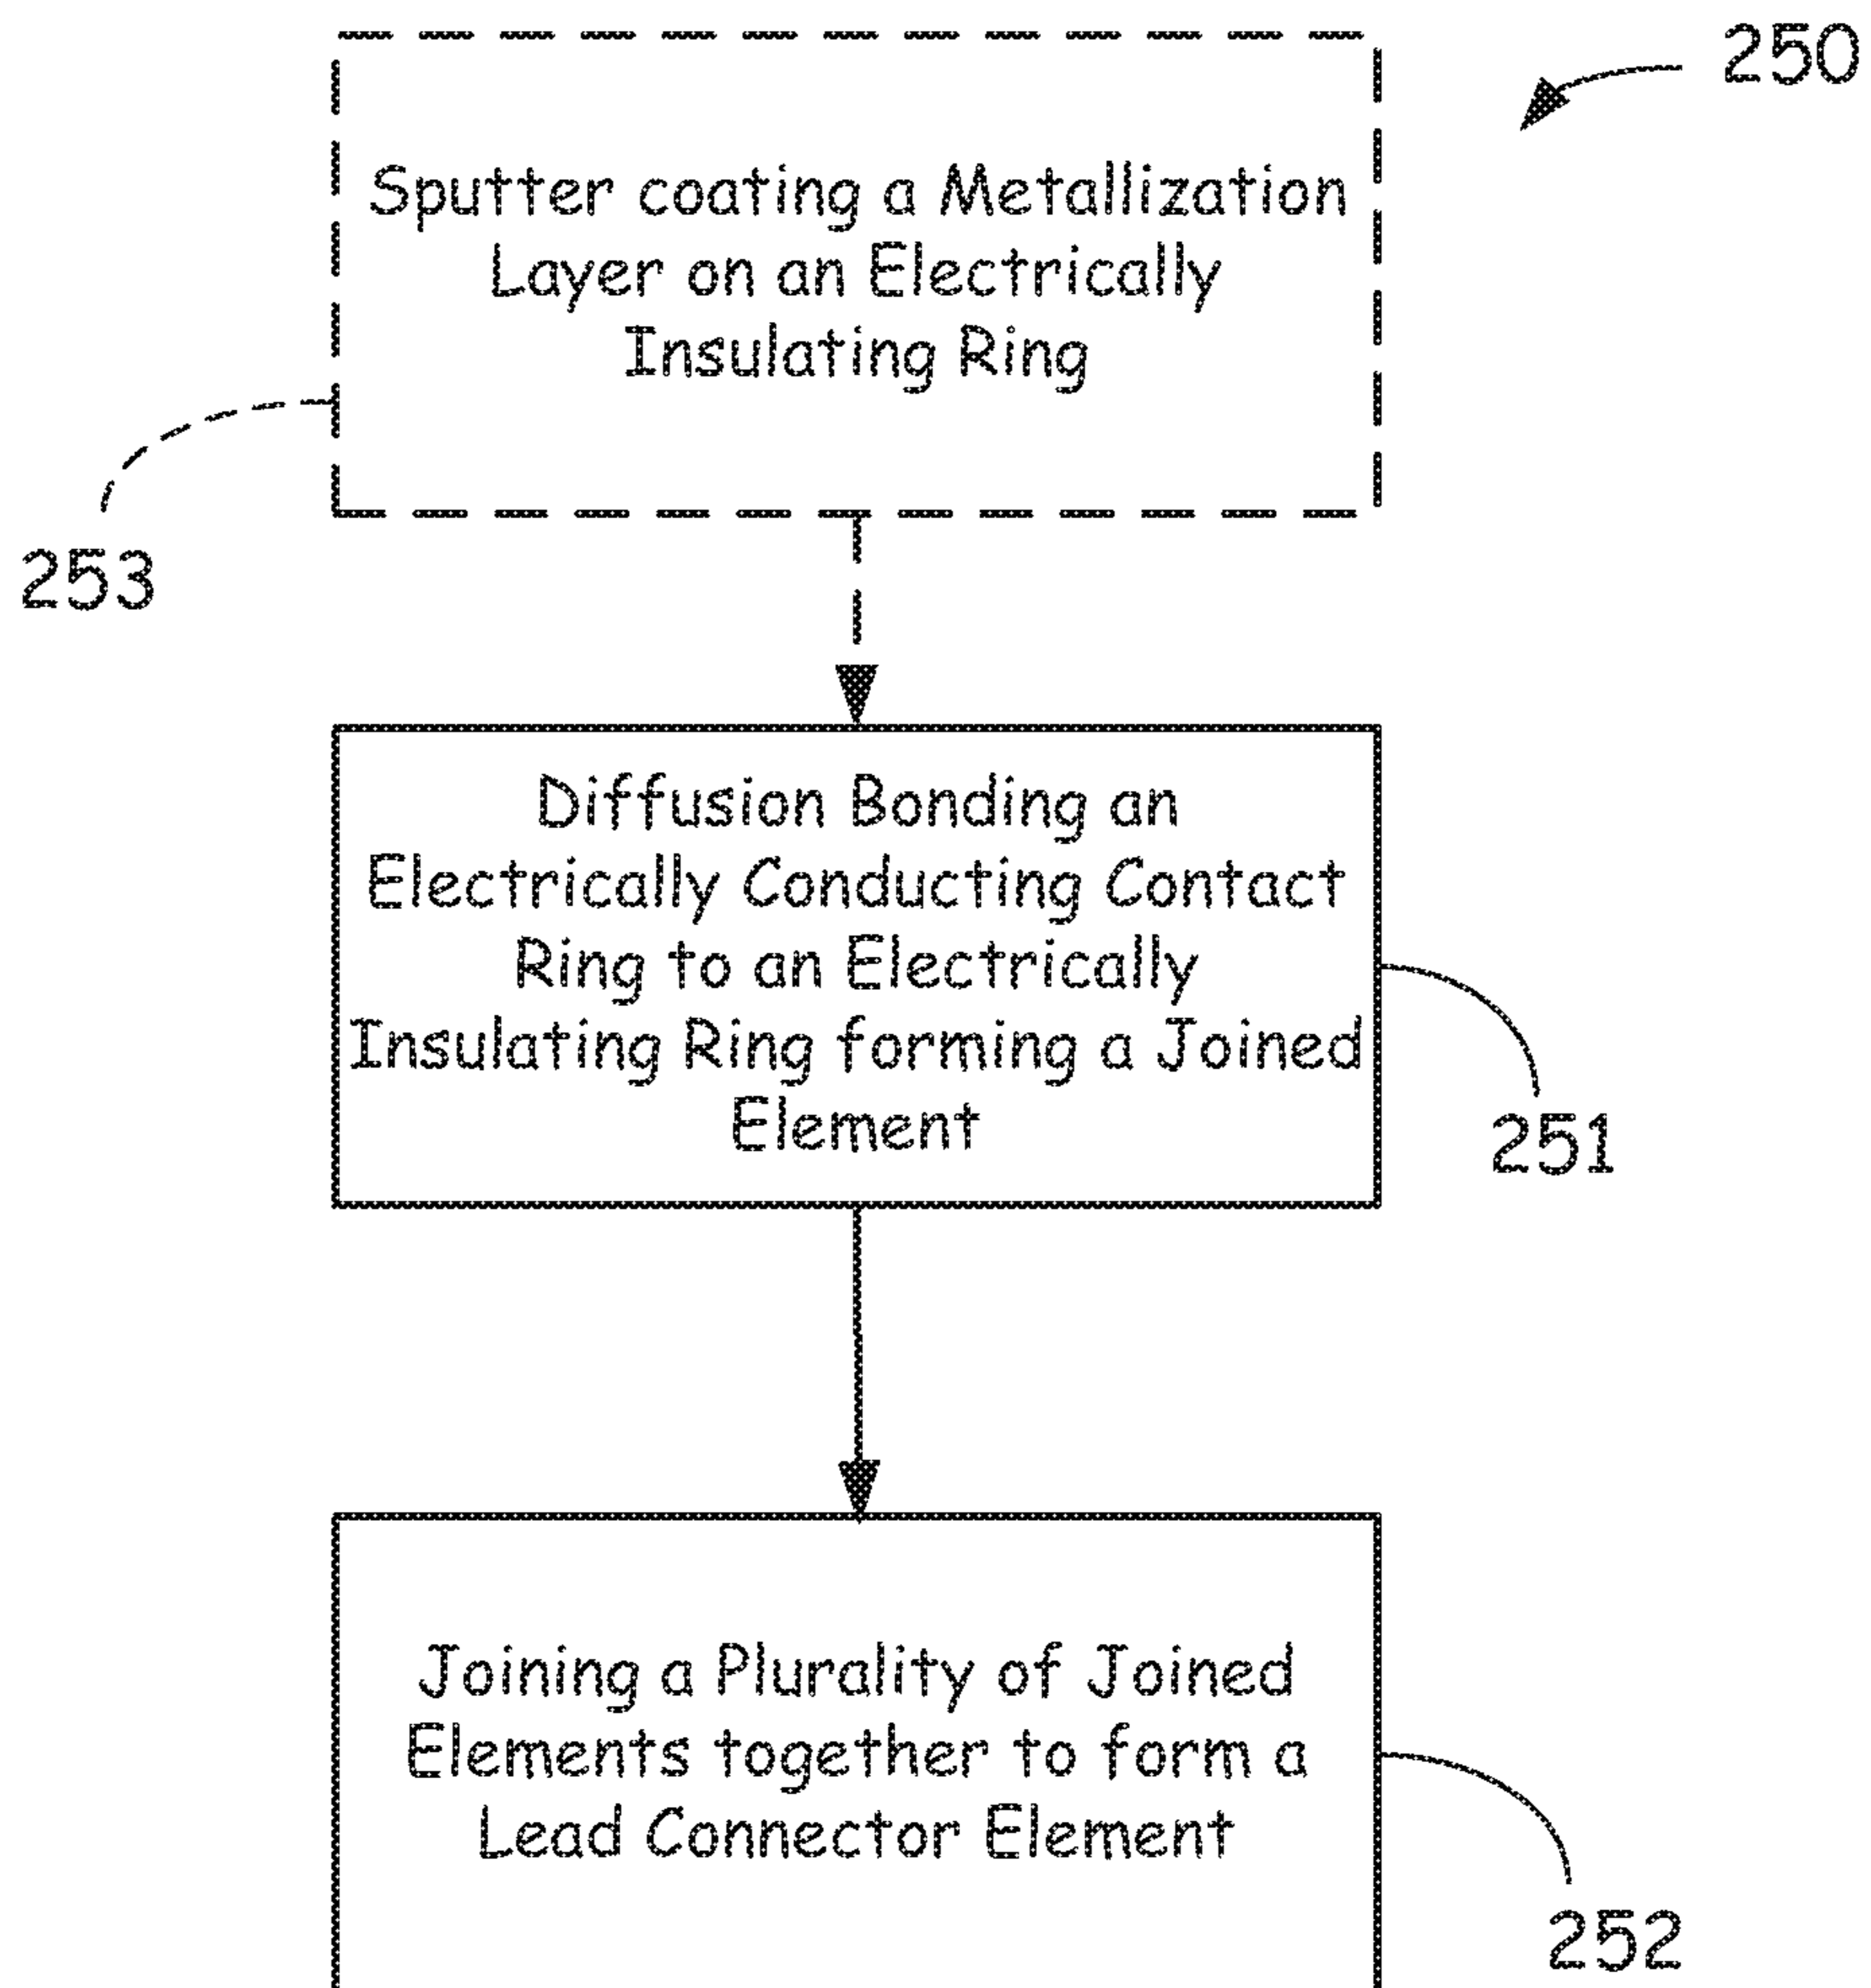 250
Sputter coating a Metallization
Layer on an Electrically
Insulating Ring
253
Diffusion Bonding an
Electrically Conducting Contact
Ring to an Electrically
Insulating Ring forming a Joined
Element
251
Joining a Plurality of Joined
Elements together to form a
Lead Connector Element
252